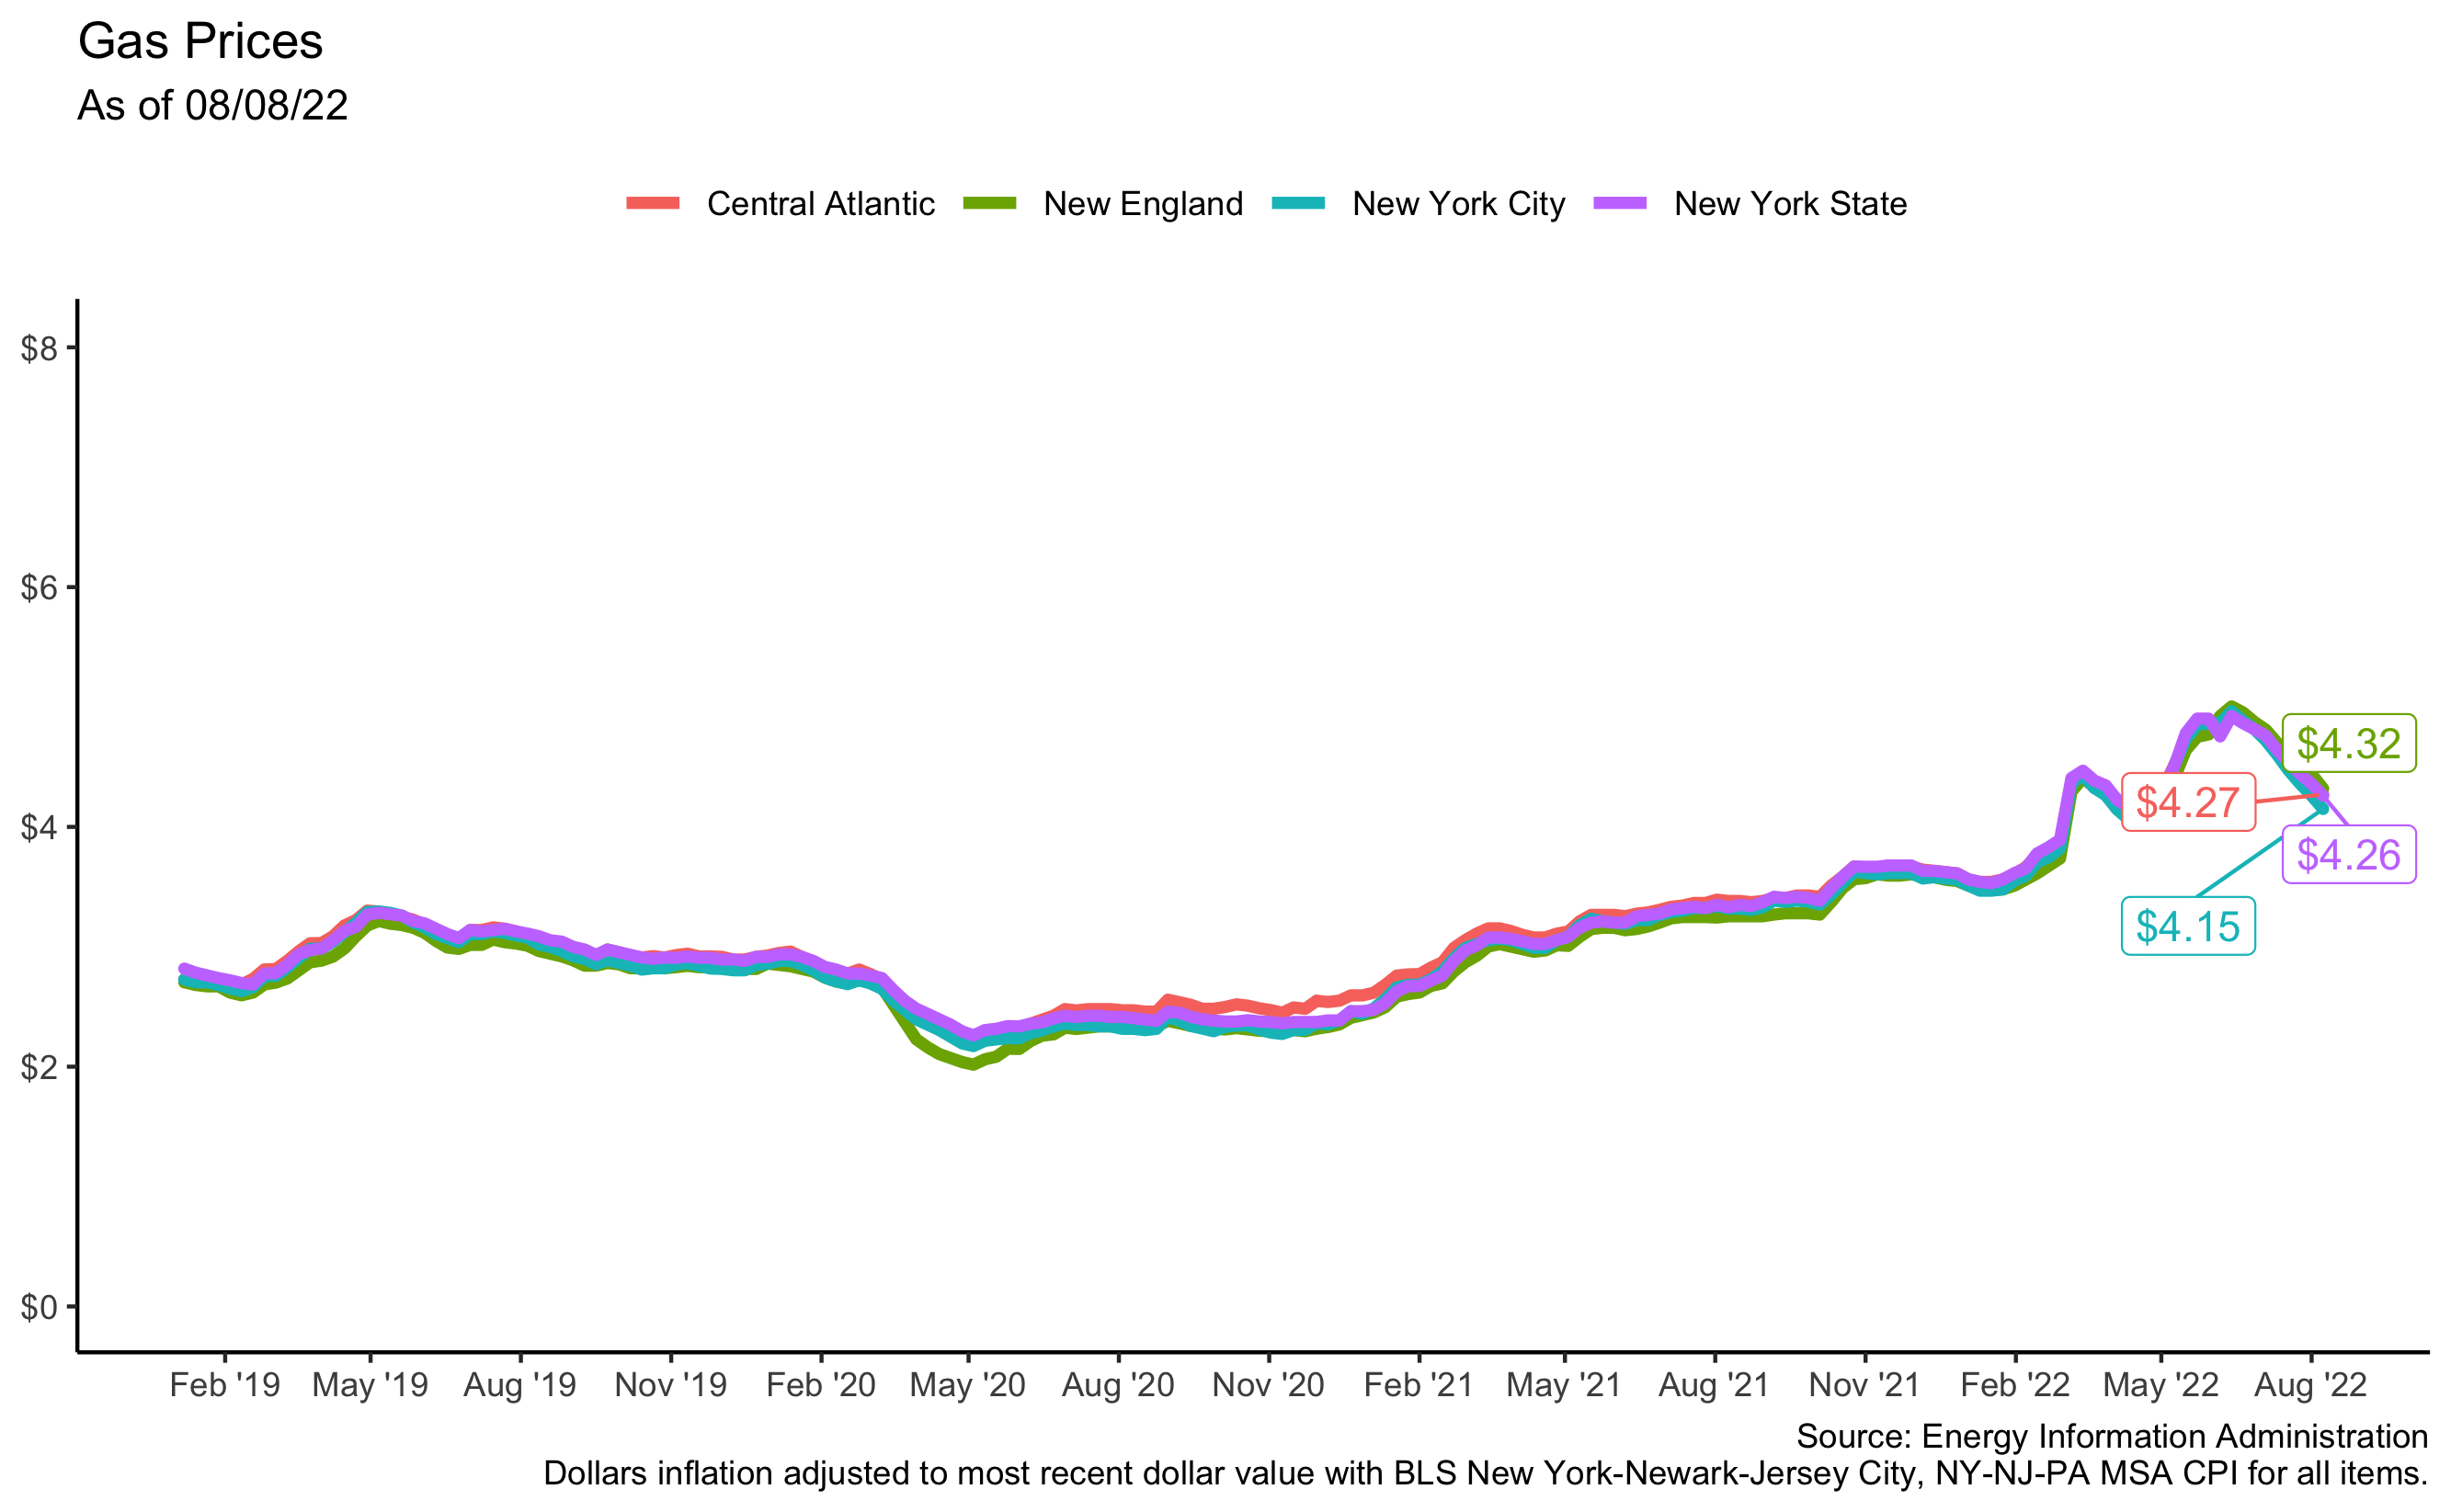 Gas Prices
As of 08/08/22
Central Atlantic New England New York City New York State
$8
$6
$4
$2
$0
$4.32
$4.27
$4.26
$4.15
Feb '19 May '19 Aug '19 Nov '19 Feb '20 May '20 Aug '20 Nov '20 Feb '21 May '21 Aug '21 Nov '21 Feb '22 May '22 Aug '22
Source: Energy Information Administration
Dollars inflation adjusted to most recent dollar value with BLS New York-Newark-Jersey City, NY-NJ-PA MSA CPI for all items.